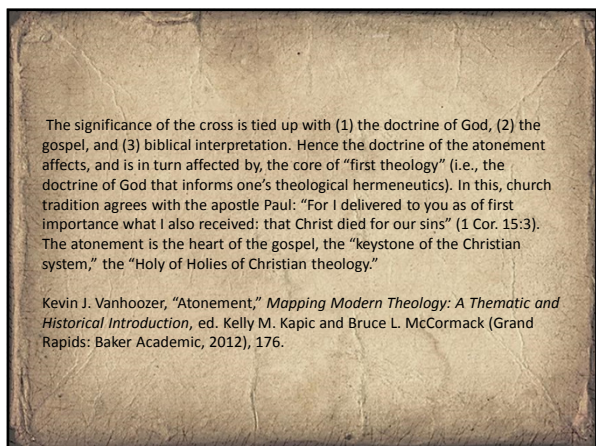 The significance of the cross is tied up with (1) the doctrine of God, (2) the
gospel, and (3) biblical interpretation. Hence the doctrine of the atonement
affects, and is in turn affected by, the core of “first theology” (i.e., the
doctrine of God that informs one’s theological hermeneutics). In this, church
tradition agrees with the apostle Paul: “For I delivered to you as of first
importance what I also received: that Christ died for our sins” (1 Cor. 15:3).
The atonement is the heart of the gospel, the “keystone of the Christian
system,” the “Holy of Holies of Christian theology.”
Kevin J. Vanhoozer, “Atonement,” Mapping Modern Theology: A Thematic and
Historical Introduction, ed. Kelly M. Kapic and Bruce L. McCormack (Grand
Rapids: Baker Academic, 2012), 176.